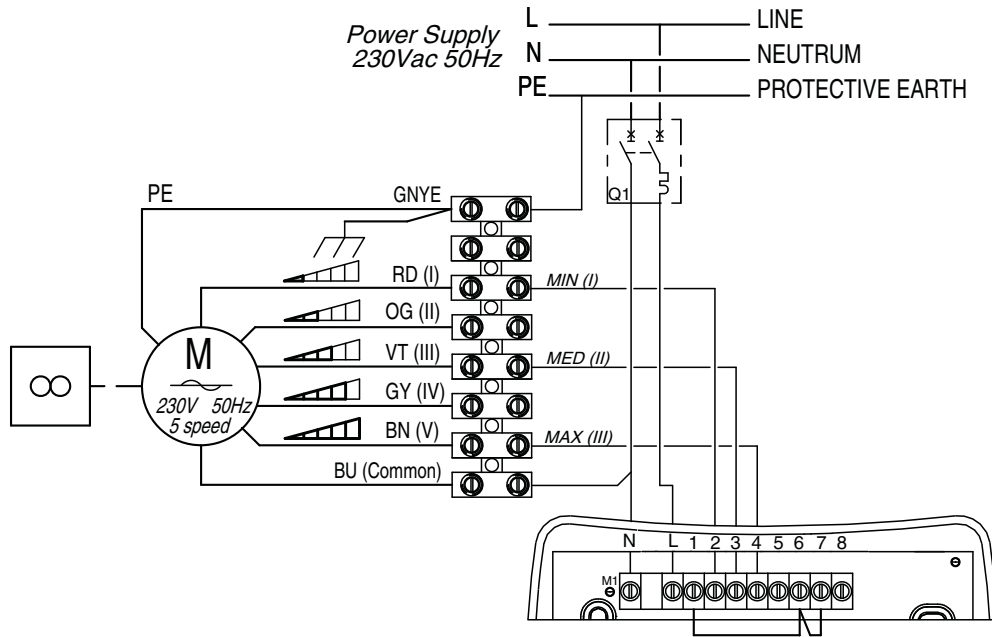 Power Supply
230Vac 50Hz
L LINE
N NEUTRUM
PE PROTECTIVE EARTH
Q1
PE GNYE
RD (I) MIN (I)
OG (II)
VT (III) MED (II)
GY (IV)
BN (V) MAX (III)
BU (Common)
M
230V 50Hz
5 speed
N L 1 2 3 4 5 6 7 8
M1